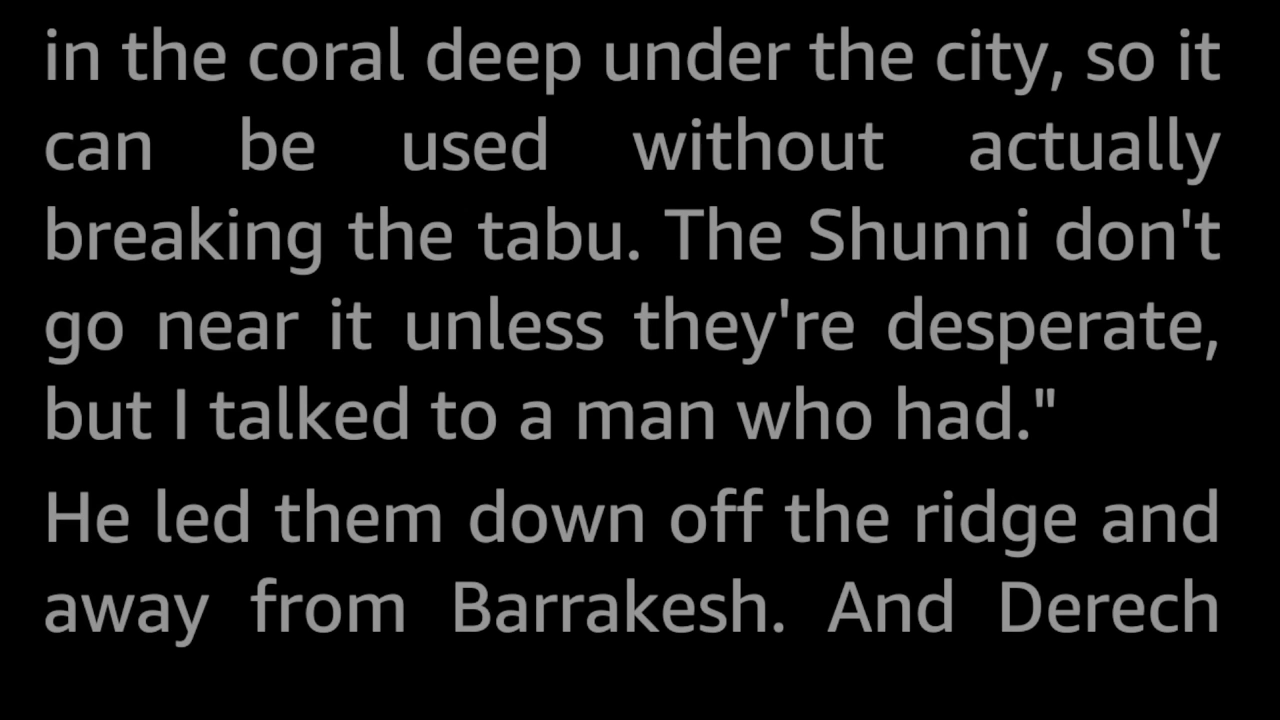 in the coral deep under the city, so it
can be used without actually
breaking the tabu. The Shunni don't
go near it unless they're desperate,
but I talked to a man who had."
He led them down off the ridge and
away from Barrakesh. And Derech